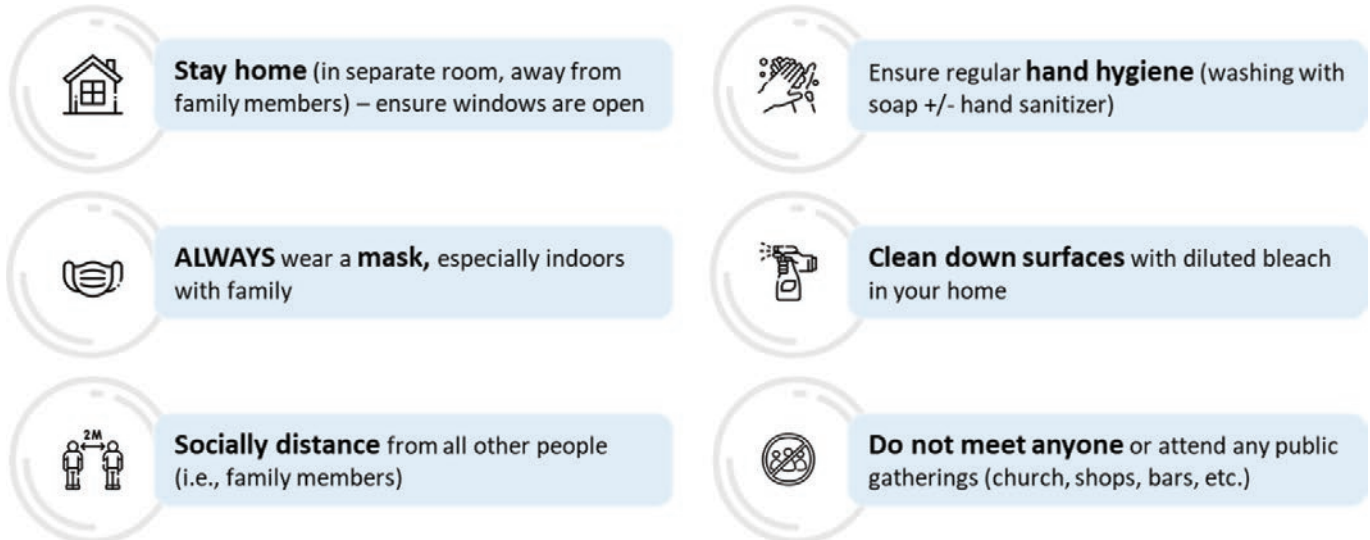 Stay home (in separate room, away from
family members) – ensure windows are open
Ensure regular hand hygiene (washing with
soap +/- hand sanitizer)
ALWAYS wear a mask, especially indoors
with family
Clean down surfaces with diluted bleach
in your home
2M
Socially distance from all other people
(i.e., family members)
Do not meet anyone or attend any public
gatherings (church, shops, bars, etc.)